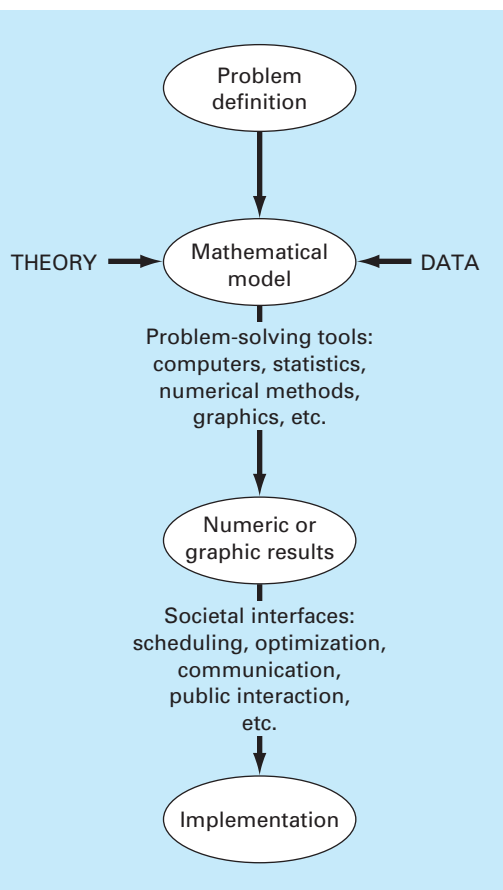 Problem
definition
THEORY
Mathematical
model
DATA
Problem-solving tools:
computers, statistics,
numerical methods,
graphics, etc.
Numeric or
graphic results
Societal interfaces:
scheduling, optimization,
communication,
public interaction,
etc.
Implementation